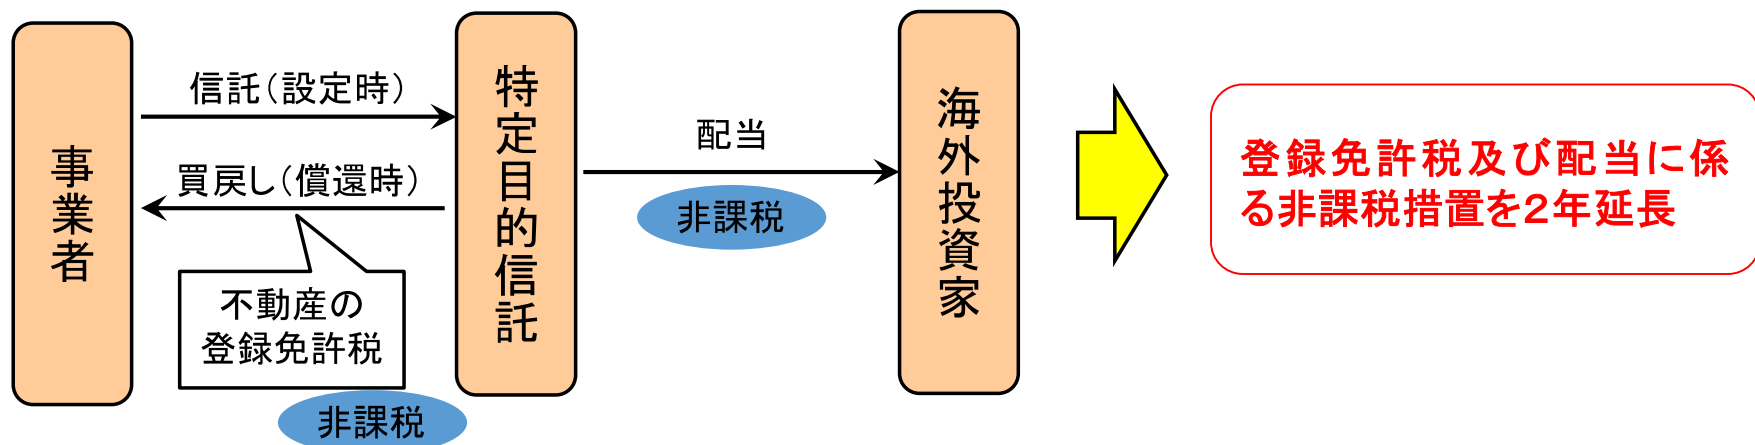 事業者
信託（設定時）
買戻し（償還時）
不動産の
登録免許税
非課税
特定目的信託
配当
非課税
海外投資家
登録免許税及び配当に係
る非課税措置を２年延長